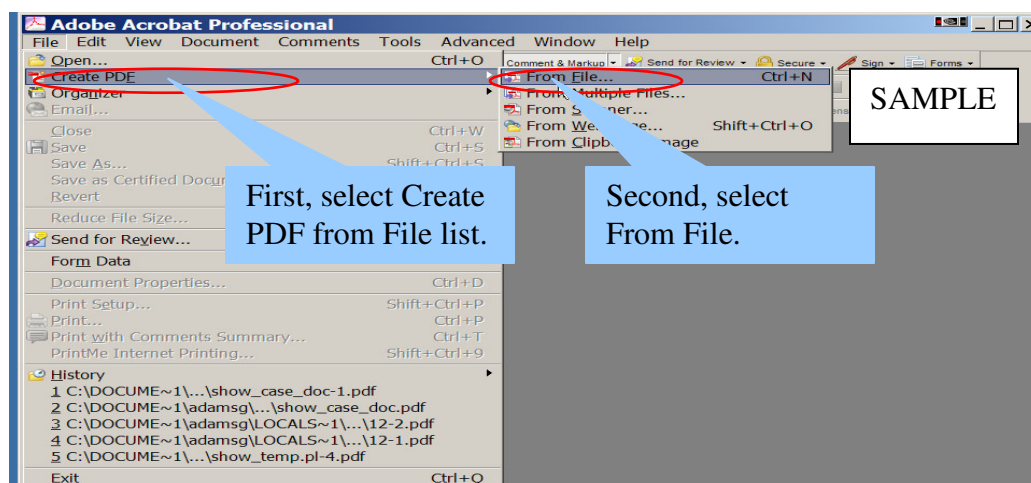 Adobe Acrobat Professional
File Edit View Document Comments Tools Advanced Window Help
Open... Ctrl+O
Comment & Markup Send for Review Secure Sign Forms
Create PDF
From File... Ctrl+N
Organizer
From Multiple Files...
SAMPLE
Email...
From
Close Ctrl+W
From Shift+Ctrl+O
Save Ctrl+S
From
Save As... Shift+Ctrl+S
Save as Certified
Revert
First, select Create
PDF from File list.
Second, select
From File.
Reduce File Size...
Send for Review...
Form Data
Document Properties... Ctrl+D
Print Setup... Shift+Ctrl+P
Print... Ctrl+P
Print with Comments Summary... Ctrl+T
PrintMe Internet Printing... Shift+Ctrl+9
History
1 C:\DOCUME~1\...\show_case_doc-1.pdf
2 C:\DOCUME~1\adamsg\...\show_case_doc.pdf
3 C:\DOCUME~1\adamsg\LOCALS~1\...\12-2.pdf
4 C:\DOCUME~1\adamsg\LOCALS~1\...\12-1.pdf
5 C:\DOCUME~1\...\show_temp.pl-4.pdf
Exit Ctrl+Q